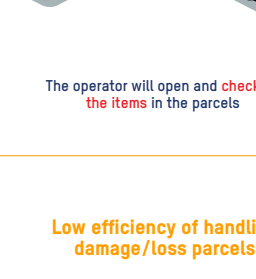 The operator will open and check
the items in the parcels
Low efficiency of handli
damage/loss parcels